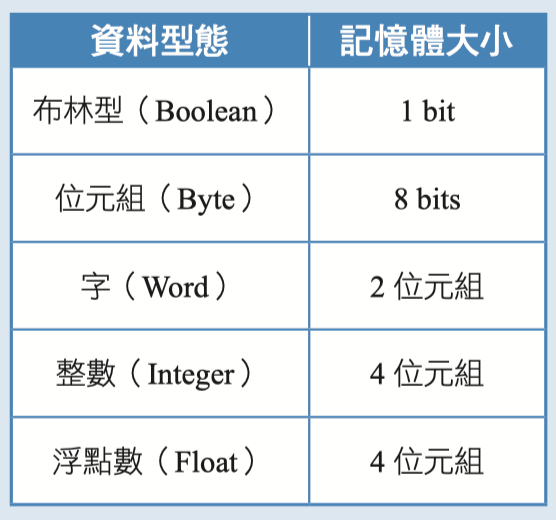 資料型態 記憶體大小
布林型（Boolean） 1 bit
位元組（Byte） 8 bits
字（Word） 2 位元組
整數（Integer） 4 位元組
浮點數（Float） 4 位元組